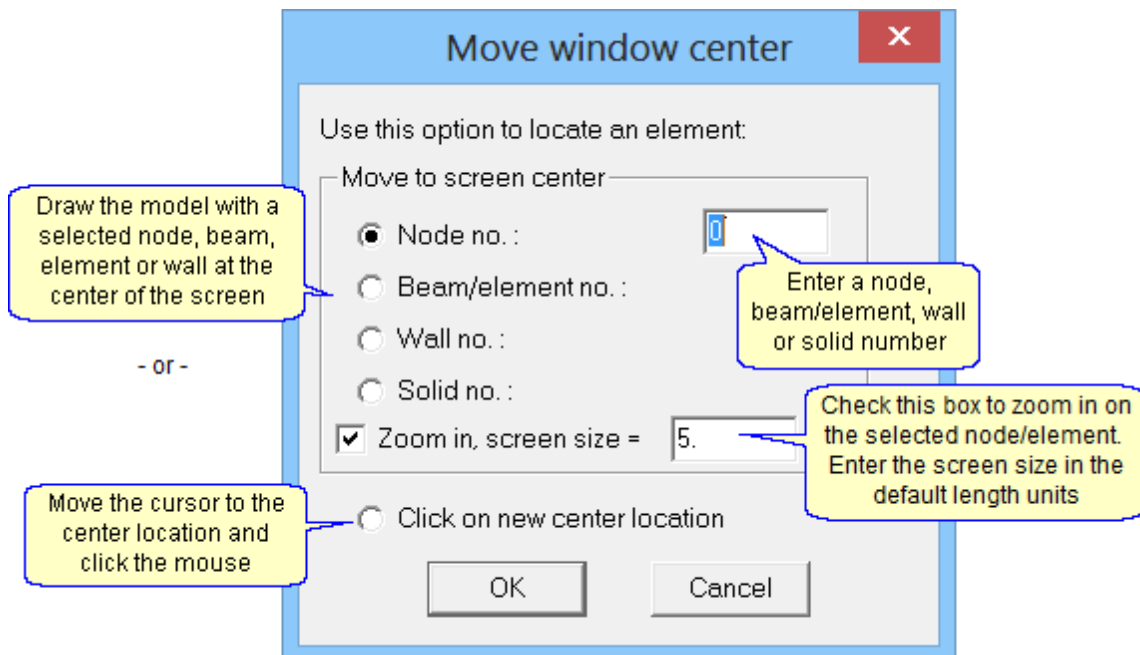 Move window center
Use this option to locate an element:
Move to screen center
Draw the model with a
selected node, beam,
element or wall at the
center of the screen
Node no. :
0
Beam/element no. :
Enter a node,
beam/element, wall
or solid number
Wall no. :
- or -
Solid no. :
Zoom in, screen size =
5.
Check this box to zoom in on
the selected node/element.
Enter the screen size in the
default length units
Move the cursor to the
center location and
click the mouse
Click on new center location
OK
Cancel